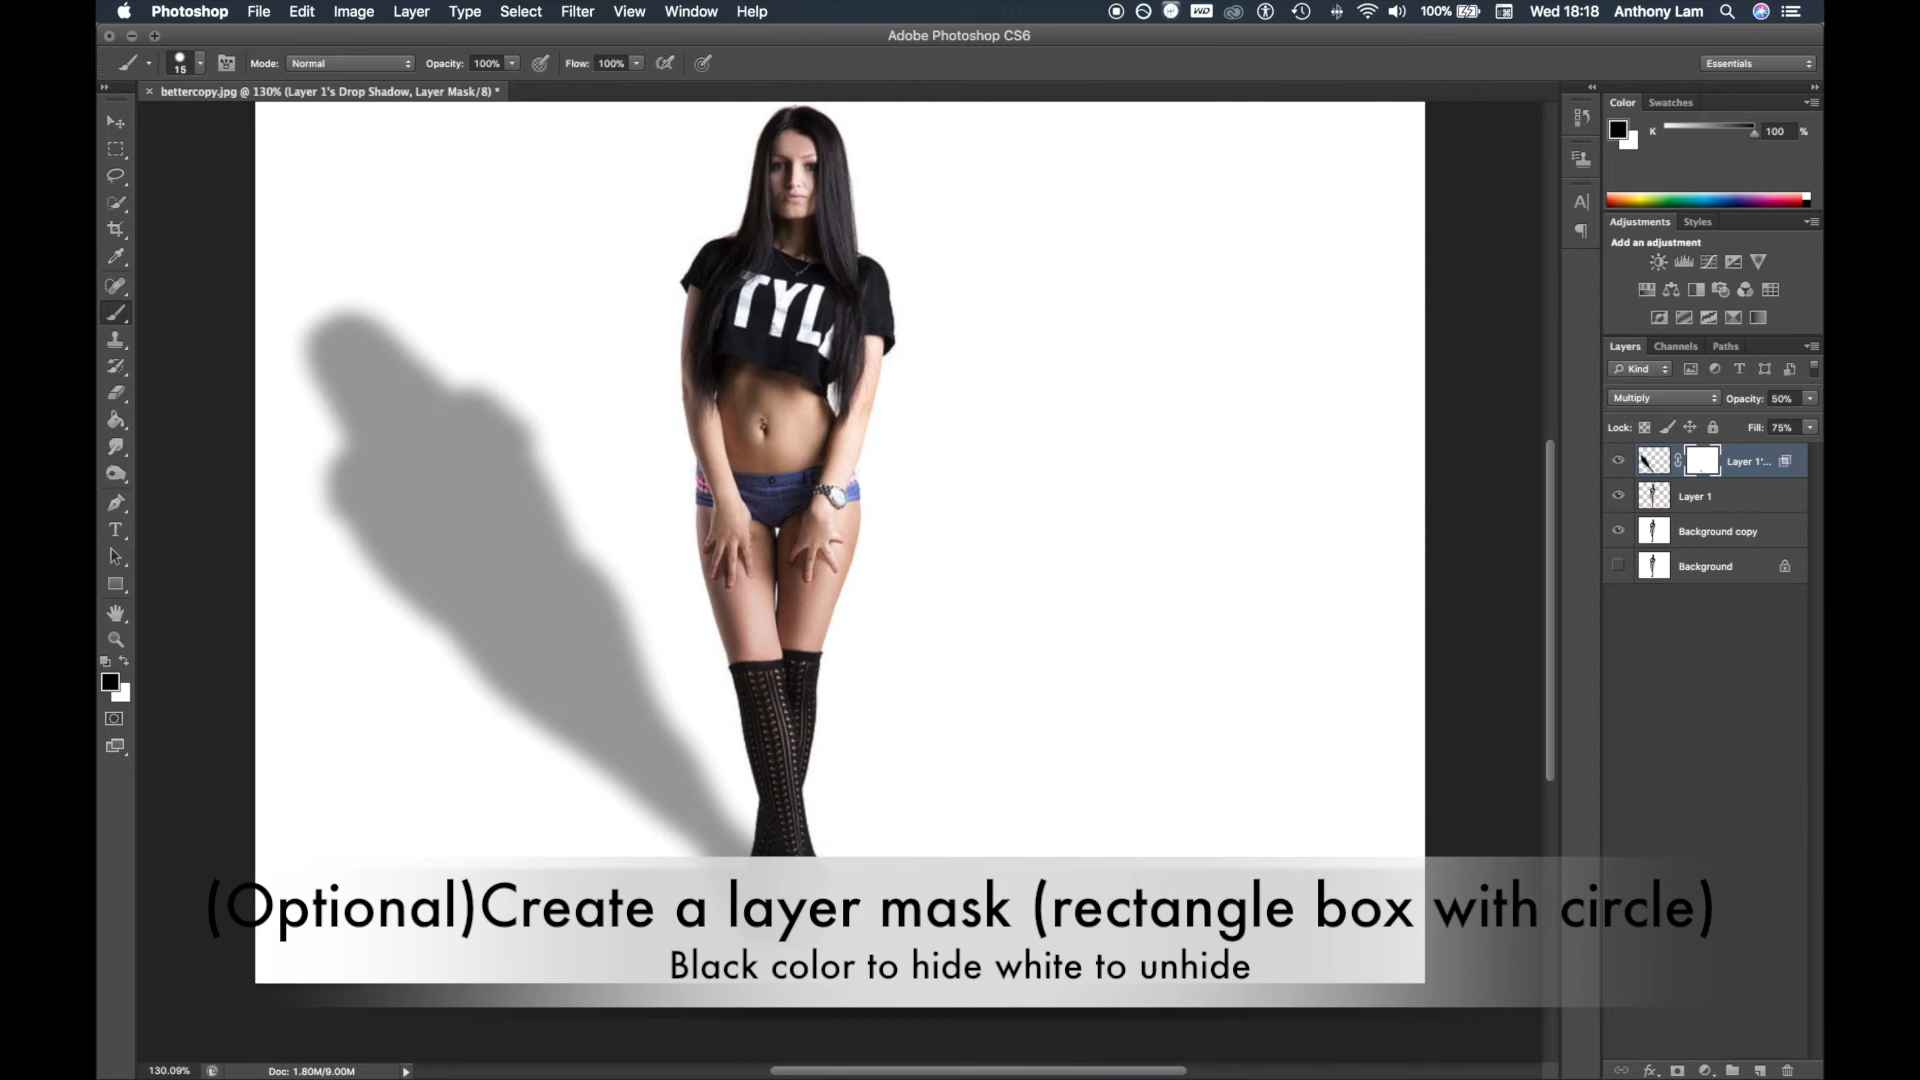 Photoshop File Edit Image Layer Type Select Filter View Window Help WD 100% Wed 18:18 Anthony Lam
Adobe Photoshop CS6
15 Mode: Normal Opacity: 100% Flow: 100% Essentials
× bettercopy.jpg @ 130% (Layer 1's Drop Shadow, Layer Mask/8) *
Color Swatches
K 100 %
Adjustments Styles
Add an adjustment
TYL
Layers Channels Paths
Kind
Multiply Opacity: 50%
Lock: Fill: 75%
Layer 1'...
Layer 1
Background copy
Background
(Optional)Create a layer mask (rectangle box with circle)
Black color to hide white to unhide
130.09% Doc: 1.80M/9.00M
fx